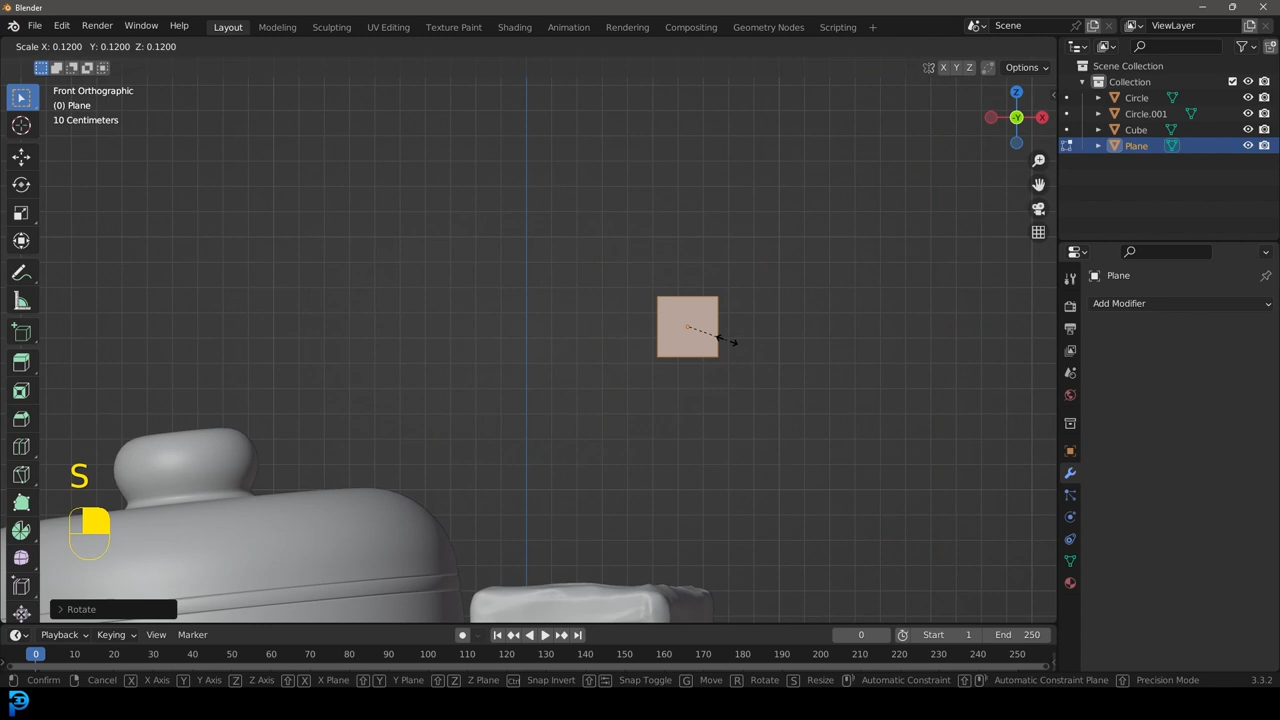 Blender
File Edit Render Window Help Layout Modeling Sculpting UV Editing Texture Paint Shading Animation Rendering Compositing Geometry Nodes Scripting + Scene ViewLayer
Scale X: 0.1200 Y: 0.1200 Z: 0.1200
X Y Z Options
Front Orthographic
(0) Plane
10 Centimeters
Z
-Y
X
Scene Collection
Collection
Circle
Circle.001
Cube
Plane
Plane
Add Modifier
S
Rotate
Playback Keying View Marker 0 Start 1 End 250
0 10 20 30 40 50 60 70 80 90 100 110 120 130 140 150 160 170 180 190 200 210 220 230 240 250
Confirm Cancel X X Axis Y Y Axis Z Z Axis X X Plane Y Y Plane Z Z Plane Ctrl Snap Invert Snap Toggle G Move R Rotate S Resize Automatic Constraint Automatic Constraint Plane Precision Mode 3.3.2